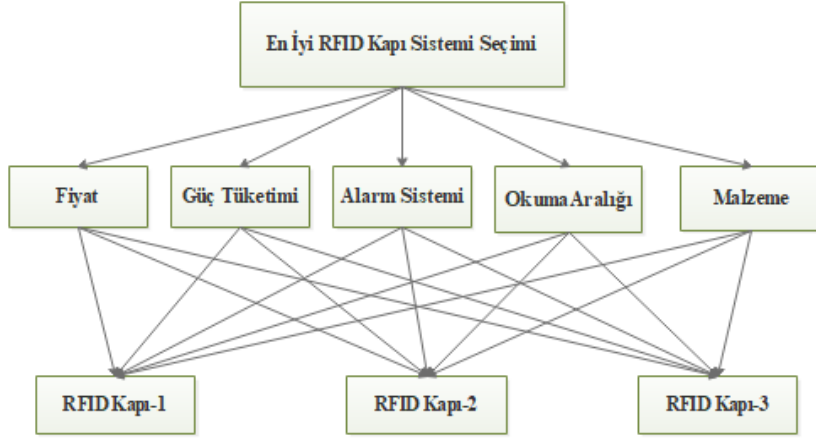 En İyi RFID Kapı Sistemi Seçimi
Fiyat
Güç Tüketimi
Alarm Sistemi
Okuma Aralığı
Malzeme
RFID Kapı-1
RFID Kapı-2
RFID Kapı-3